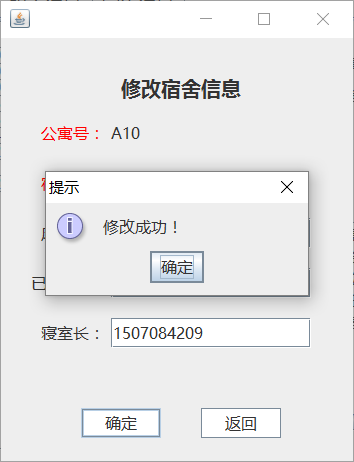 修改宿舍信息
公寓号： A10
提示
修改成功！
确定
已
寝室长： 1507084209
确定 返回